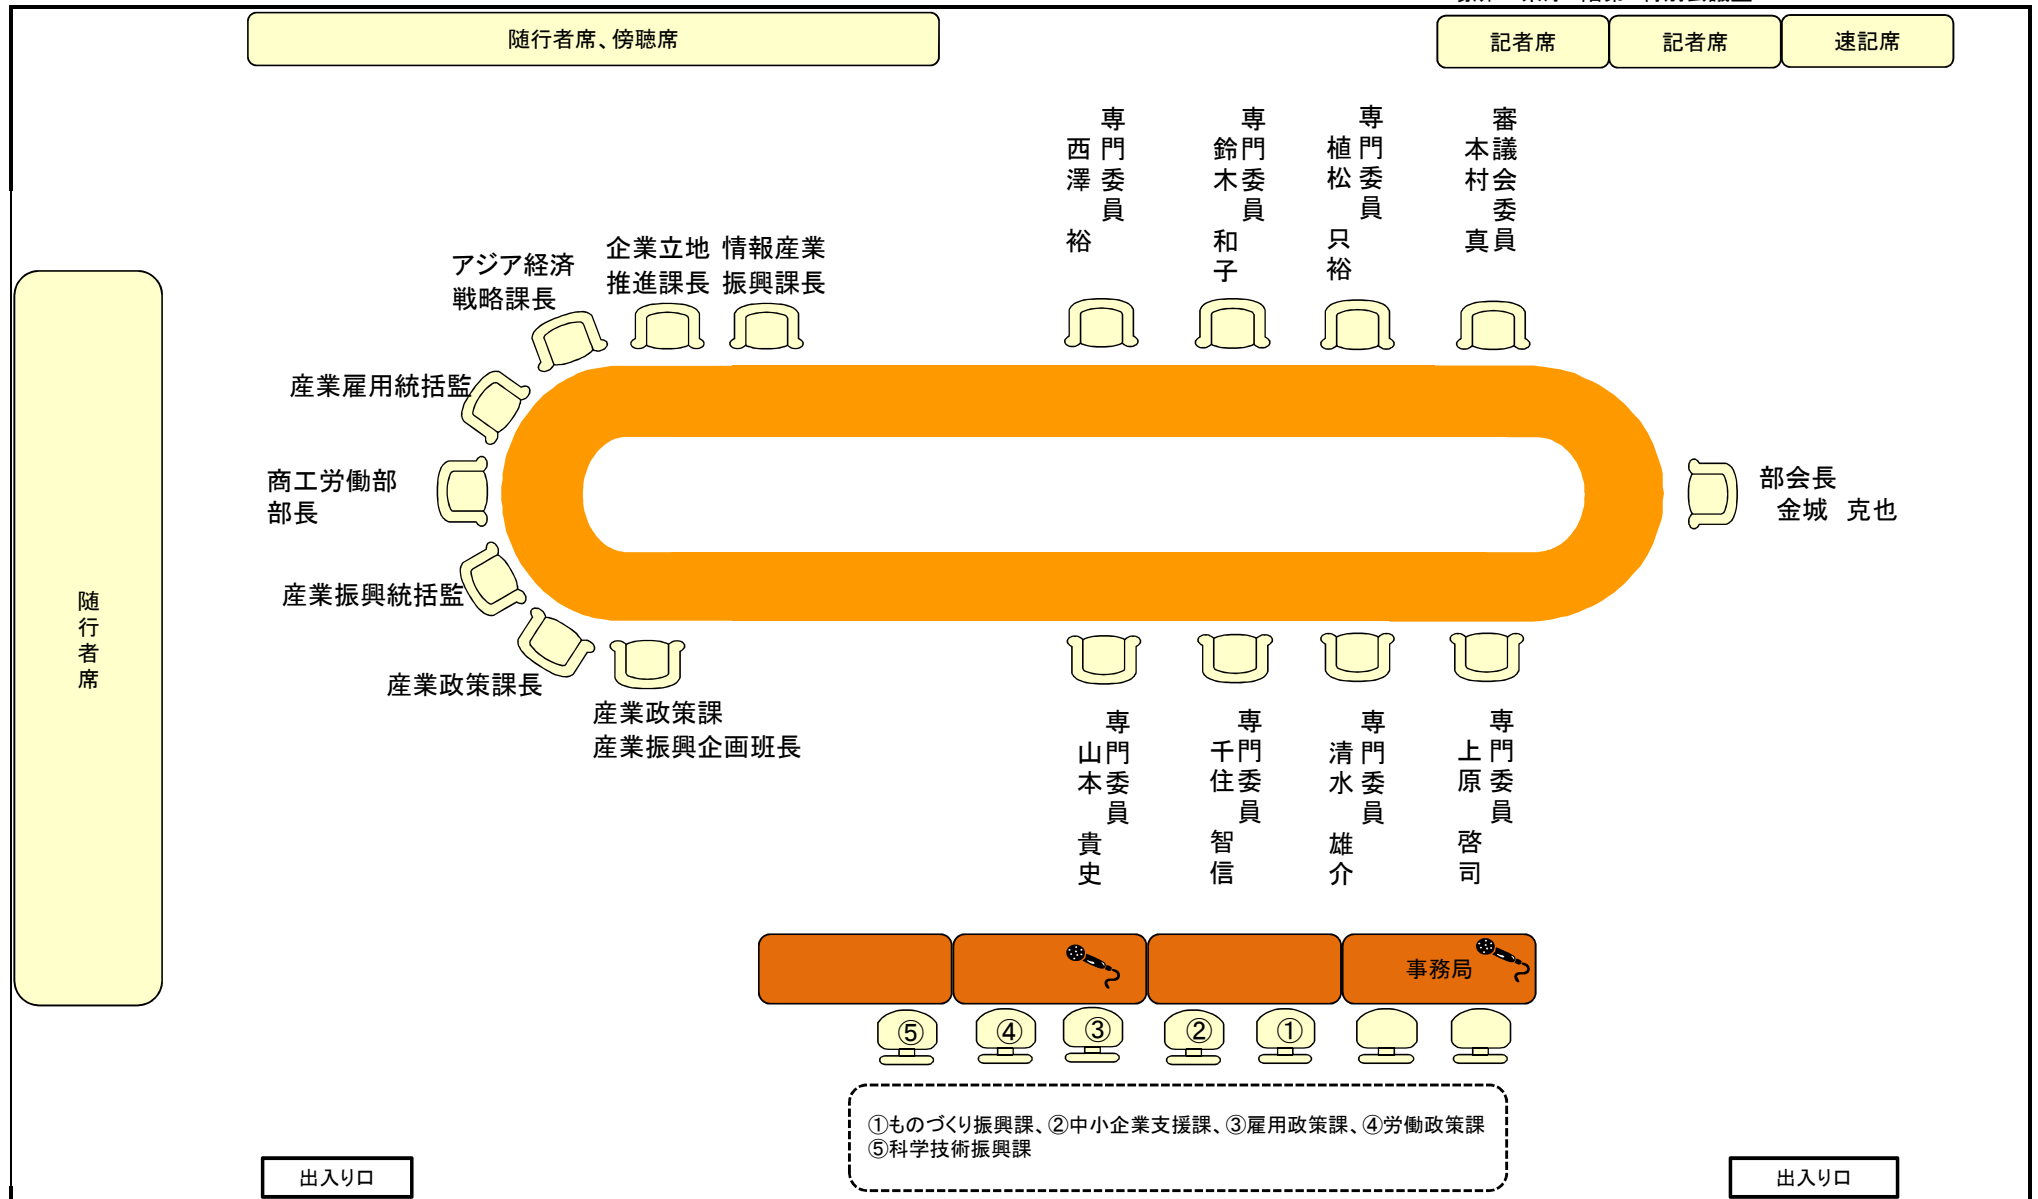 随行者席、傍聴席
記者席
記者席
速記席
専門委員
西澤 裕
専門委員
鈴木 和子
専門委員
植松 只裕
審議会委員
本村 真
アジア経済
戦略課長
企業立地
推進課長
情報産業
振興課長
産業雇用統括監
商工労働部
部長
産業振興統括監
産業政策課長
産業政策課
産業振興企画班長
部会長
金城 克也
随行者席
専門委員
山本 貴史
専門委員
千住 智信
専門委員
清水 雄介
専門委員
上原 啓司
事務局
⑤
④
③
②
①
①ものづくり振興課、②中小企業支援課、③雇用政策課、④労働政策課
⑤科学技術振興課
出入り口
出入り口